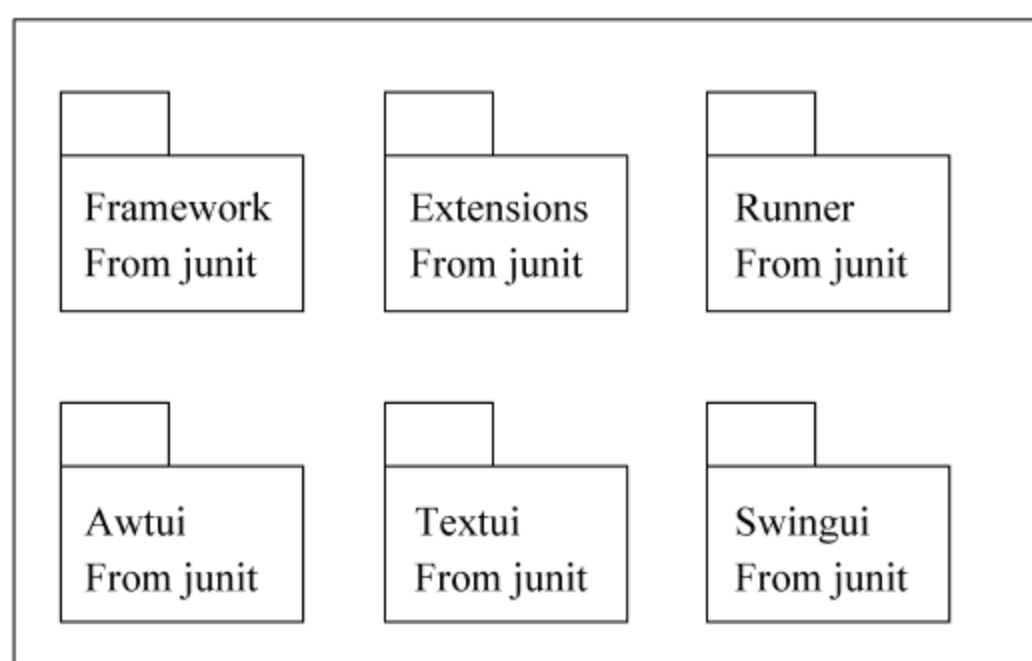 Framework
From junit
Extensions
From junit
Runner
From junit
Awtui
From junit
Textui
From junit
Swingui
From junit